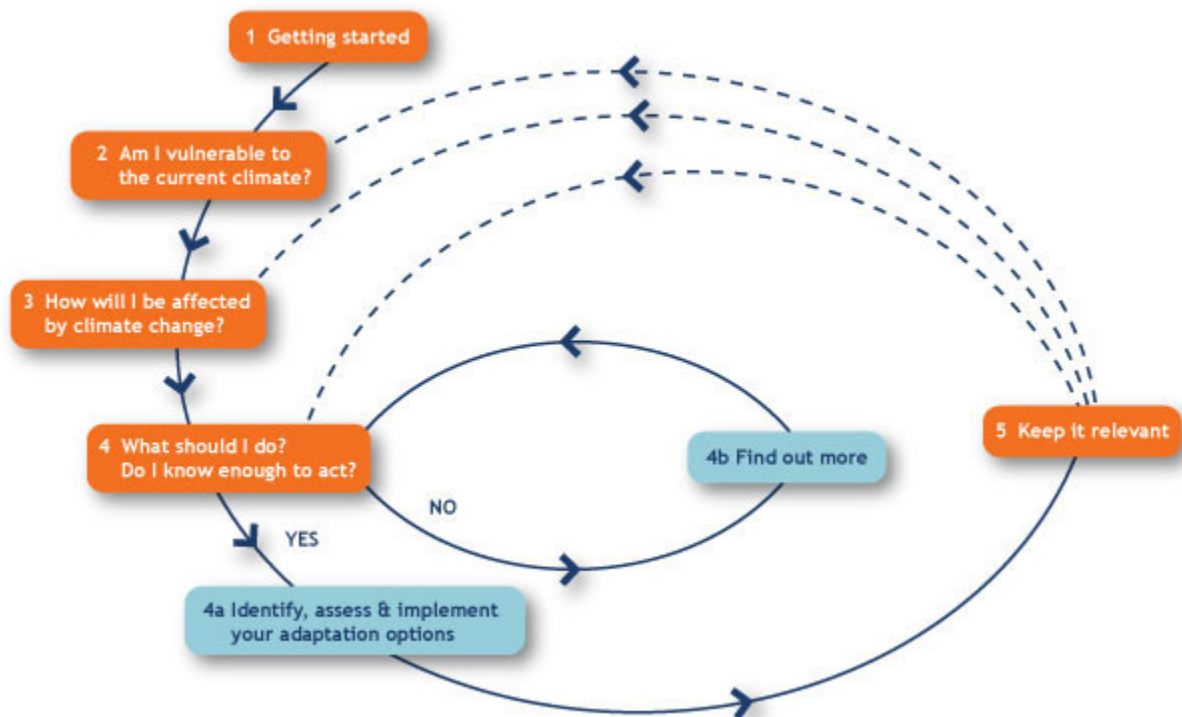 1 Getting started
2 Am I vulnerable to
the current climate?
3 How will I be affected
by climate change?
4 What should I do?
Do I know enough to act?
NO
4b Find out more
5 Keep it relevant
YES
4a Identify, assess & implement
your adaptation options